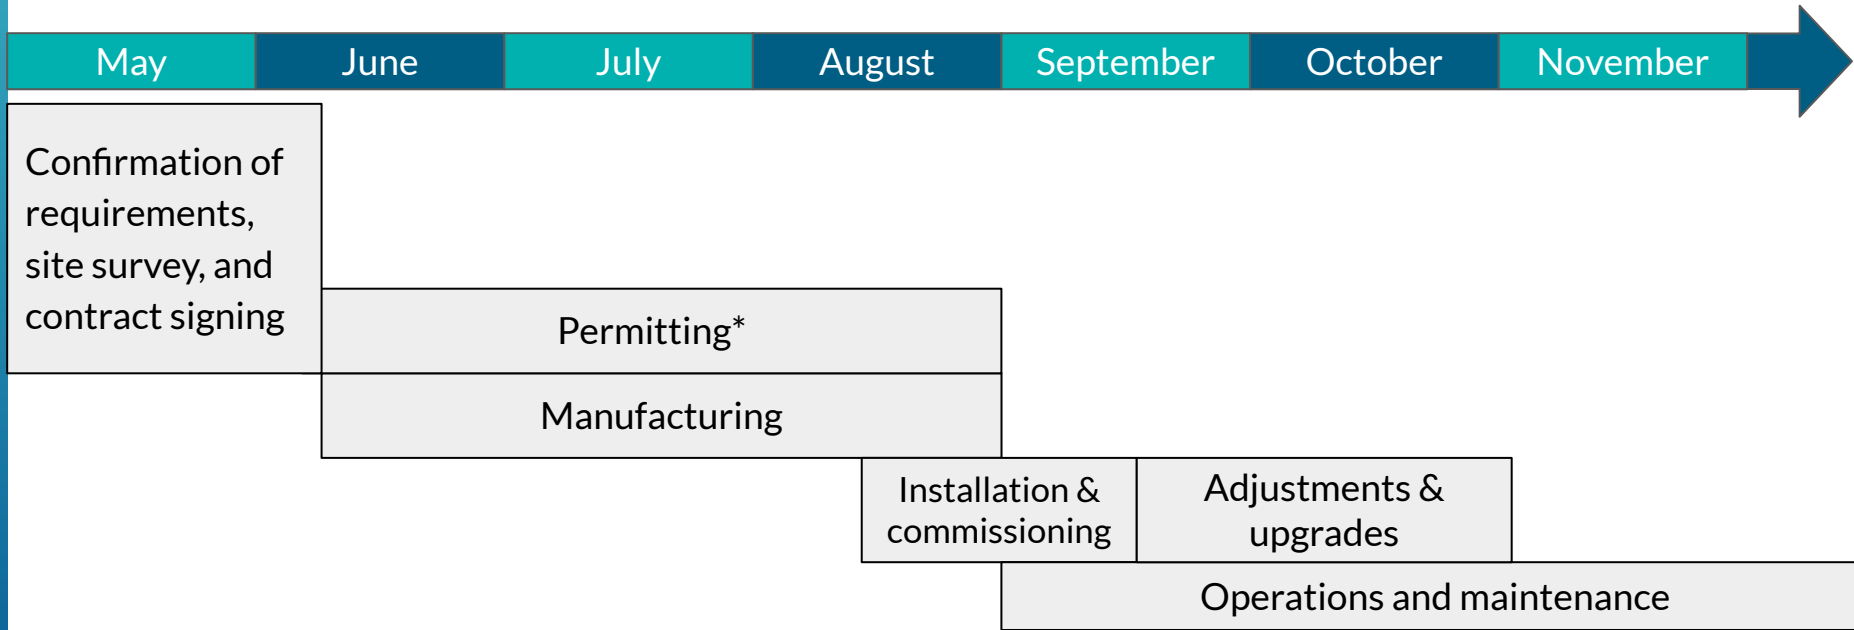 May June July August September October November
Confirmation of
requirements,
site survey, and
contract signing
Permitting*
Manufacturing
Installation &
commissioning
Adjustments &
upgrades
Operations and maintenance